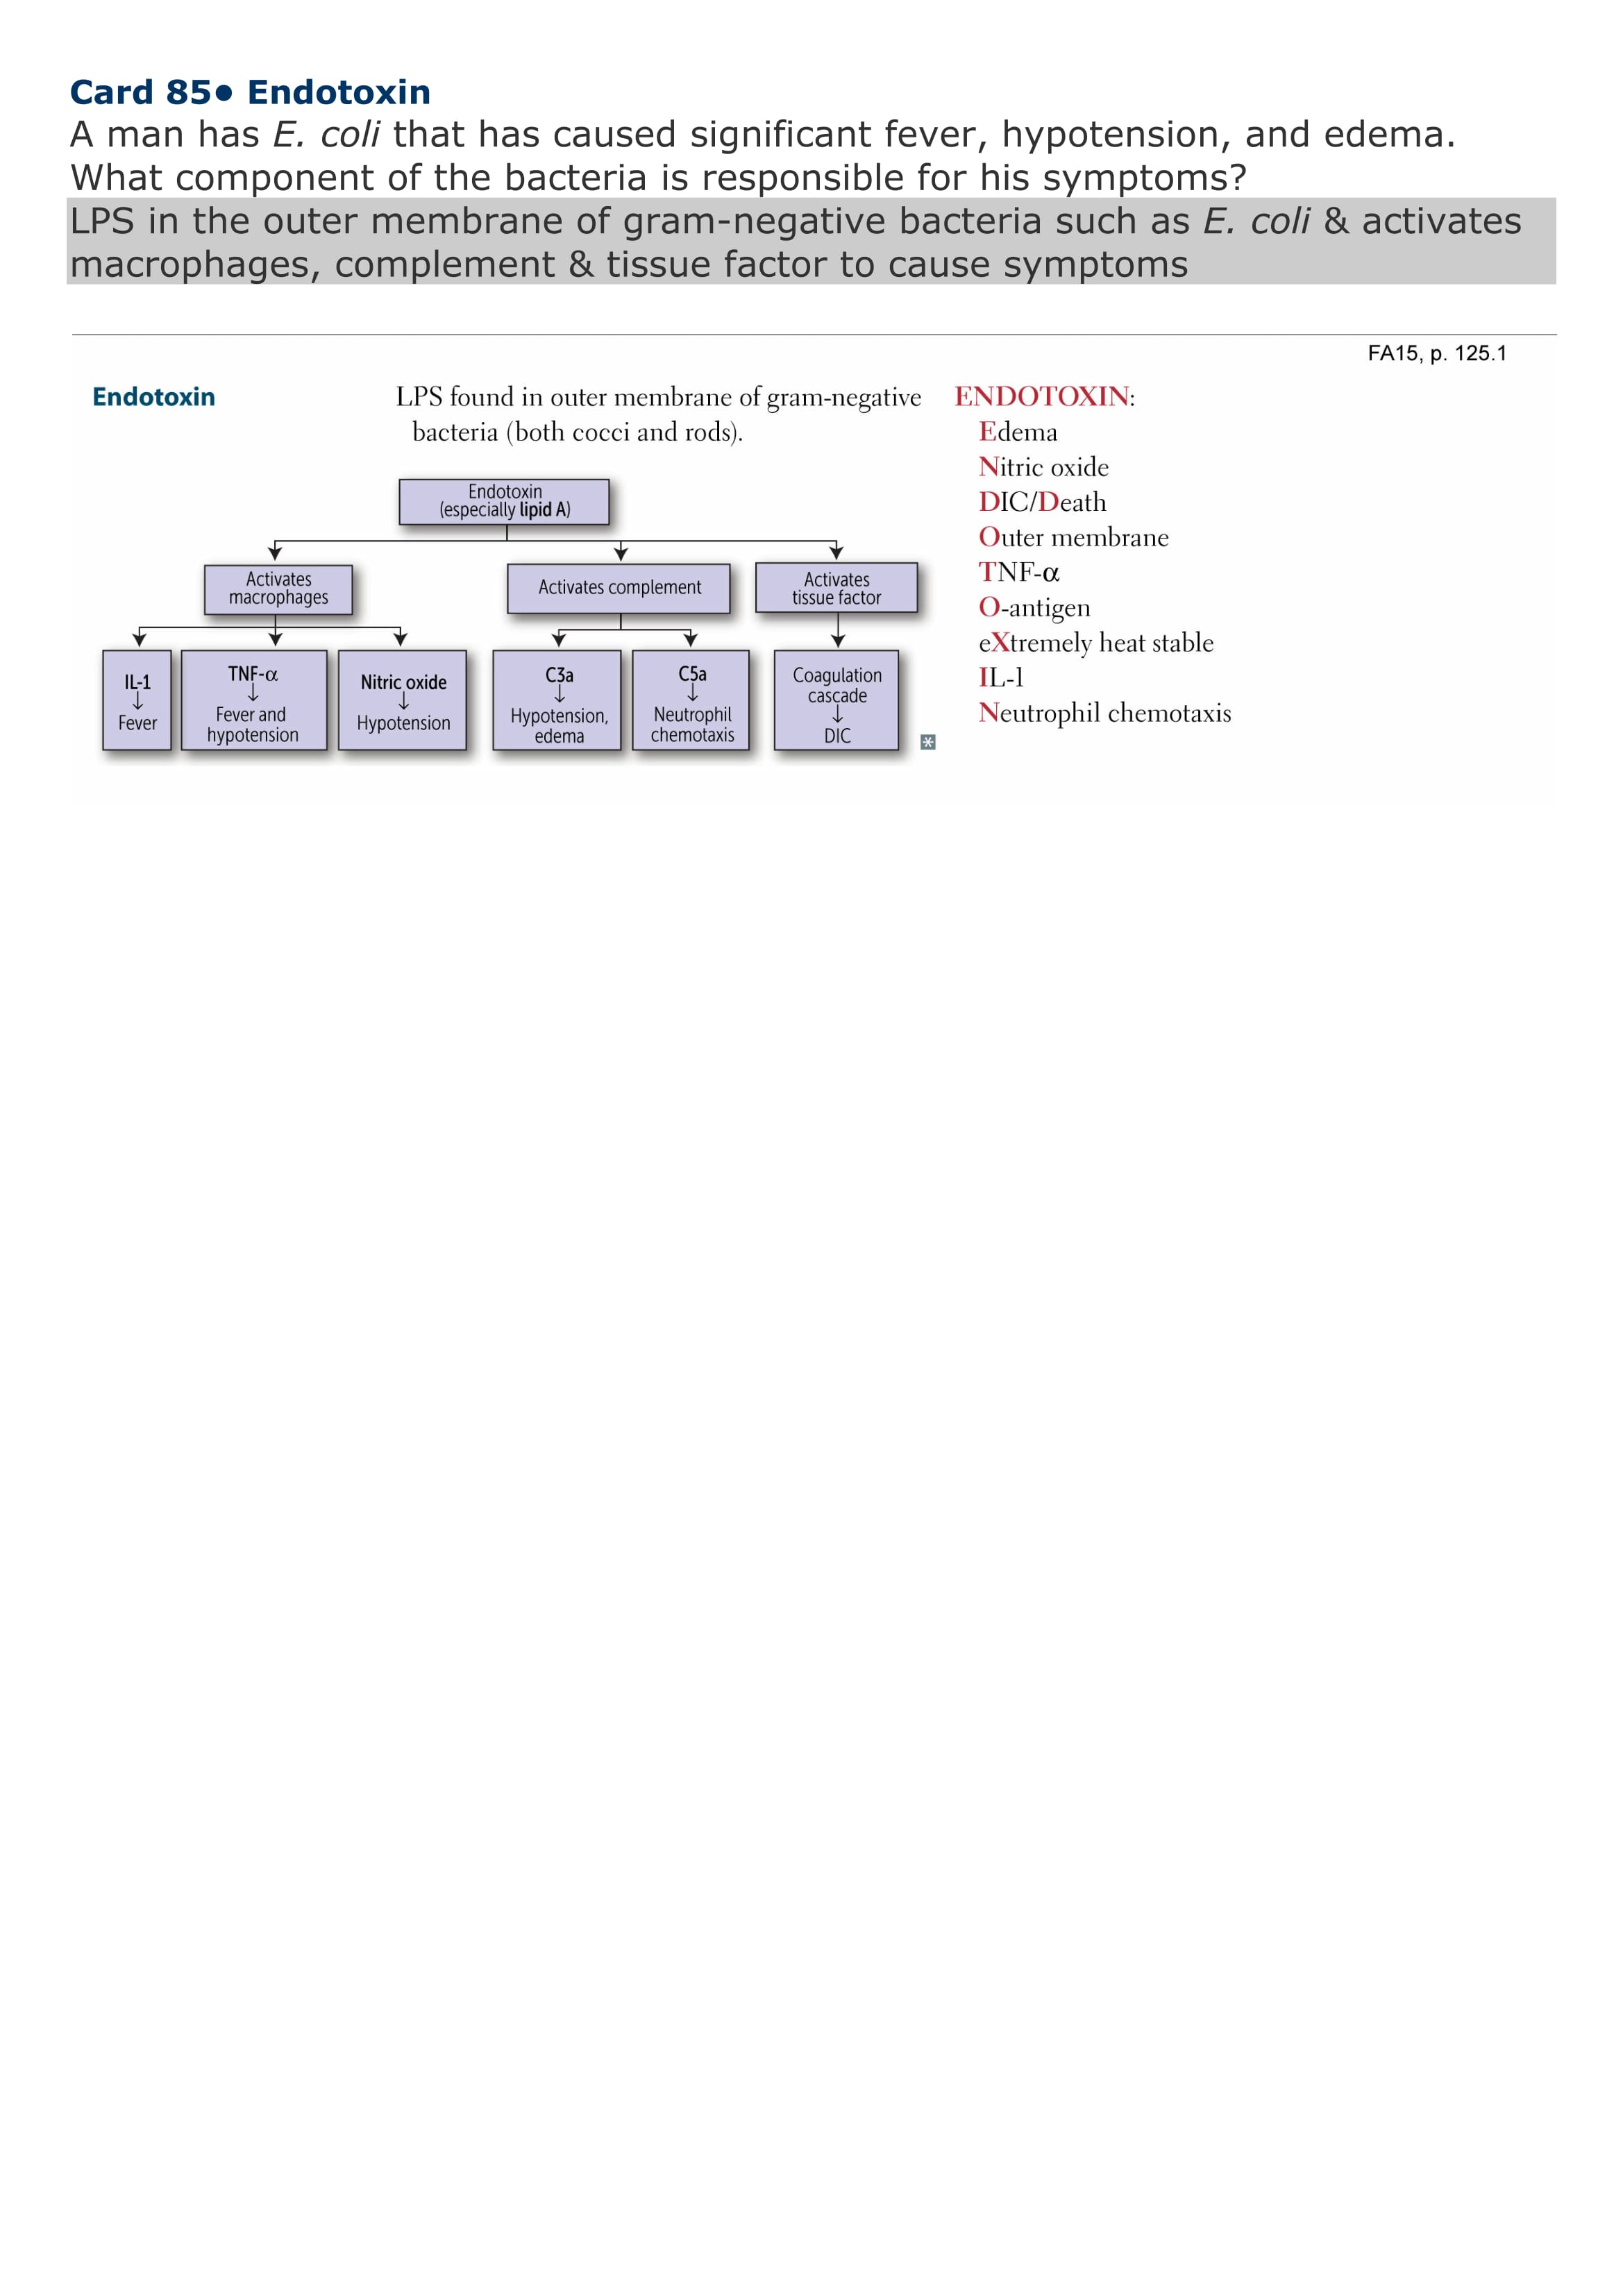 Card 85● Endotoxin
A man has E. coli that has caused significant fever, hypotension, and edema.
What component of the bacteria is responsible for his symptoms?
LPS in the outer membrane of gram-negative bacteria such as E. coli & activates
macrophages, complement & tissue factor to cause symptoms
FA15, p. 125.1
Endotoxin
LPS found in outer membrane of gram-negative
bacteria (both cocci and rods).
Endotoxin
(especially lipid A)
Activates
macrophages
Activates complement
Activates
tissue factor
IL-1
↓
Fever
TNF-α
↓
Fever and
hypotension
Nitric oxide
↓
Hypotension
C3a
↓
Hypotension,
edema
C5a
↓
Neutrophil
chemotaxis
Coagulation
cascade
↓
DIC
ENDOTOXIN:
Edema
Nitric oxide
DIC/Death
Outer membrane
TNF-α
O-antigen
eXtremely heat stable
IL-1
Neutrophil chemotaxis